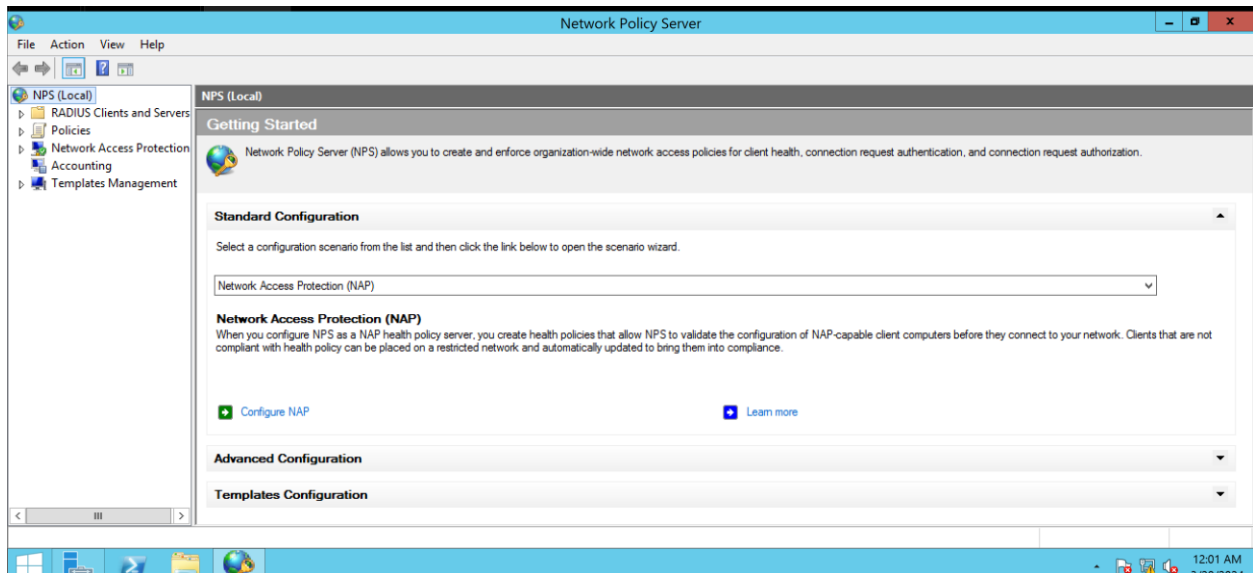 Network Policy Server
File Action View Help
NPS (Local)
RADIUS Clients and Servers
Policies
Network Access Protection
Accounting
Templates Management
NPS (Local)
Getting Started
Network Policy Server (NPS) allows you to create and enforce organization-wide network access policies for client health, connection request authentication, and connection request authorization.
Standard Configuration
Select a configuration scenario from the list and then click the link below to open the scenario wizard.
Network Access Protection (NAP)
Network Access Protection (NAP)
When you configure NPS as a NAP health policy server, you create health policies that allow NPS to validate the configuration of NAP-capable client computers before they connect to your network. Clients that are not
compliant with health policy can be placed on a restricted network and automatically updated to bring them into compliance.
Configure NAP
Learn more
Advanced Configuration
Templates Configuration
12:01 AM